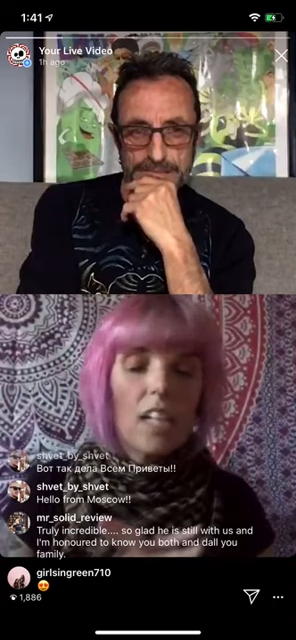 1:41
Your Live Video
1h ago
shvet_by_shvet
Вот так дела Всем Приветы!!
shvet_by_shvet
Hello from Moscow!!
mr_solid_review
Truly incredible.... so glad he is still with us and
I'm honoured to know you both and dall you
family.
girlsingreen710
😍
1,886